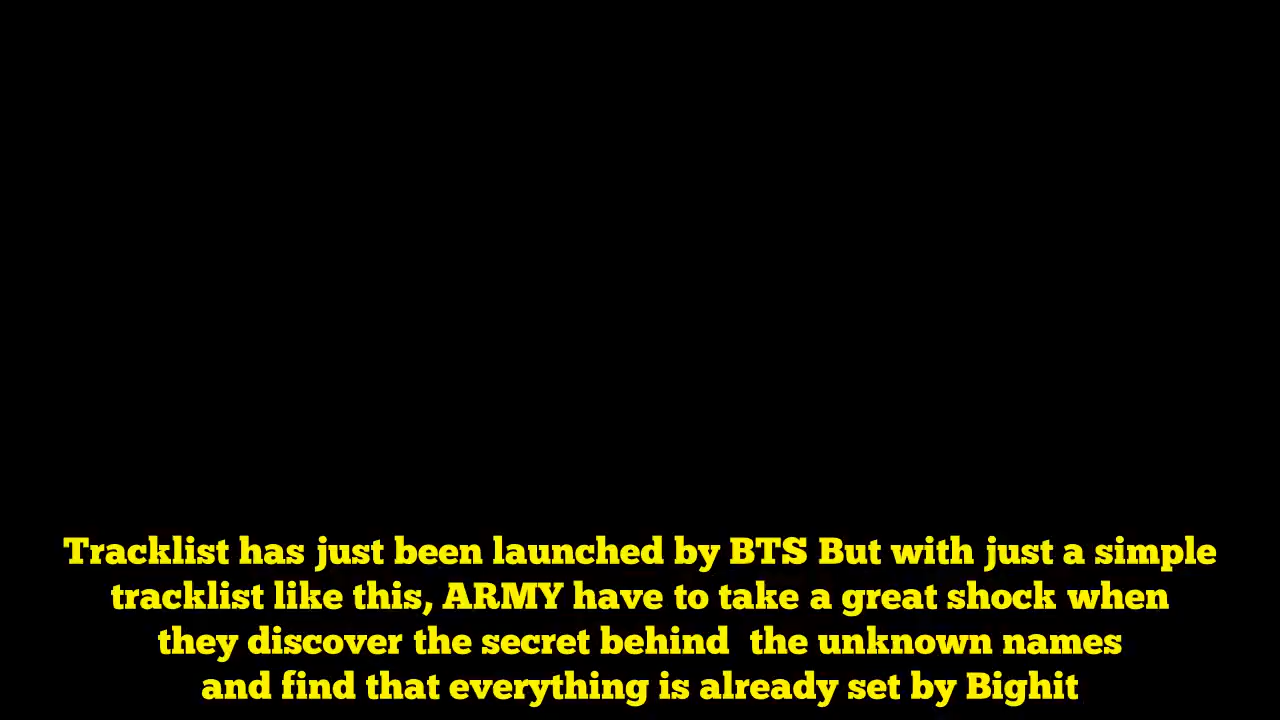 Tracklist has just been launched by BTS But with just a simple
tracklist like this, ARMY have to take a great shock when
they discover the secret behind  the unknown names
and find that everything is already set by Bighit